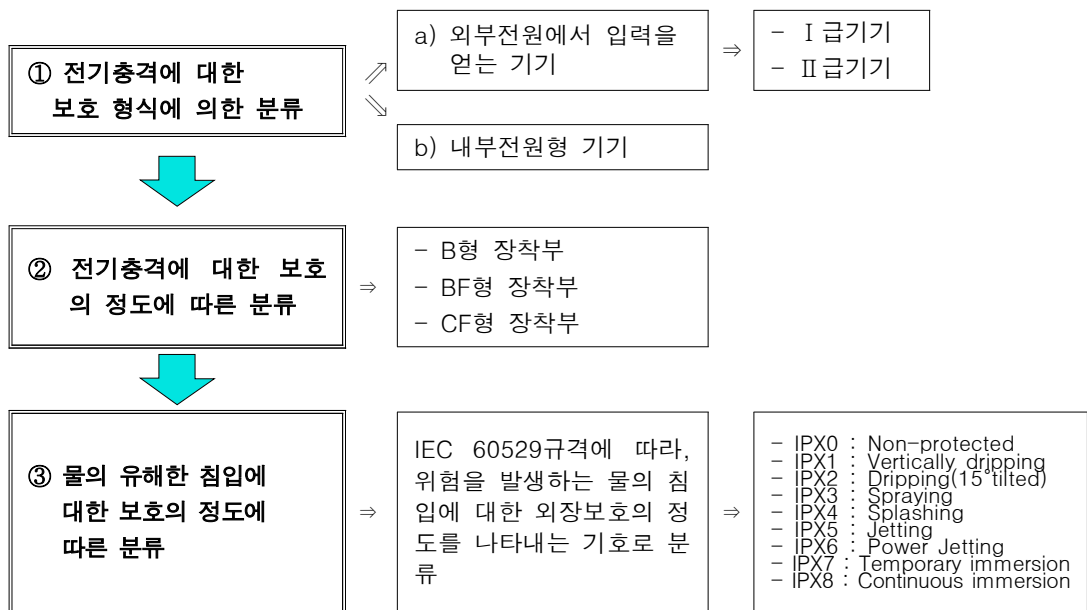 ① 전기충격에 대한
보호 형식에 의한 분류
a) 외부전원에서 입력을
얻는 기기
⇒
- Ⅰ급기기
- Ⅱ급기기
b) 내부전원형 기기
② 전기충격에 대한 보호
의 정도에 따른 분류
⇒
- B형 장착부
- BF형 장착부
- CF형 장착부
③ 물의 유해한 침입에
대한 보호의 정도에
따른 분류
⇒
IEC 60529규격에 따라,
위험을 발생하는 물의 침
입에 대한 외장보호의 정
도를 나타내는 기호로 분
류
⇒
- IPX0 : Non-protected
- IPX1 : Vertically dripping
- IPX2 : Dripping(15°tilted)
- IPX3 : Spraying
- IPX4 : Splashing
- IPX5 : Jetting
- IPX6 : Power Jetting
- IPX7 : Temporary immersion
- IPX8 : Continuous immersion